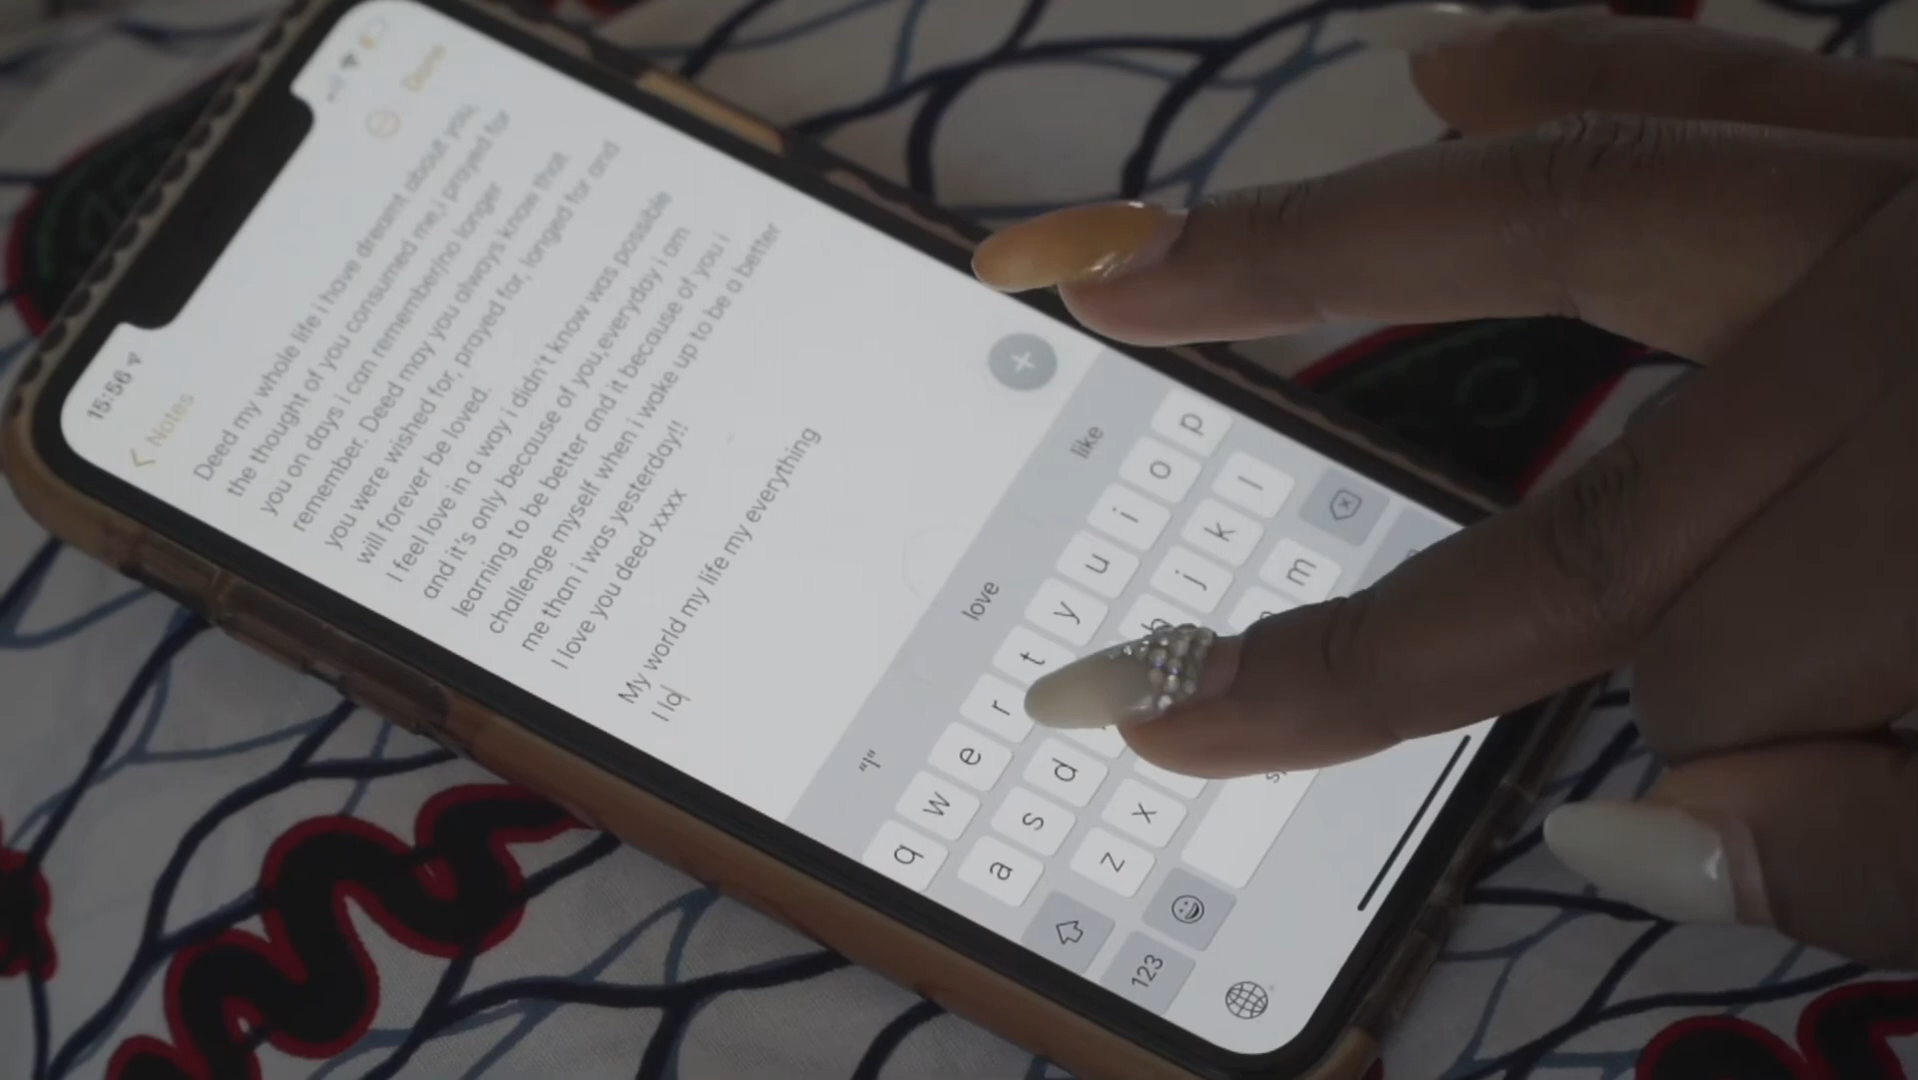 15:56
Notes
Done
Deed my whole life i have dreamt about you,
the thought of you consumed me,i prayed for
you on days i can remember/no longer
remember. Deed may you always know that
you were wished for, prayed for, longed for and
will forever be loved.
I feel love in a way i didn't know was possible
and it's only because of you,everyday i am
learning to be better and it because of you i
challenge myself when i wake up to be a better
me than i was yesterday!!
I love you deed xxxx
My world my life my everything
I lo
"I" love like
q w e r t y u i o p
a s d h j k l
z x m
123